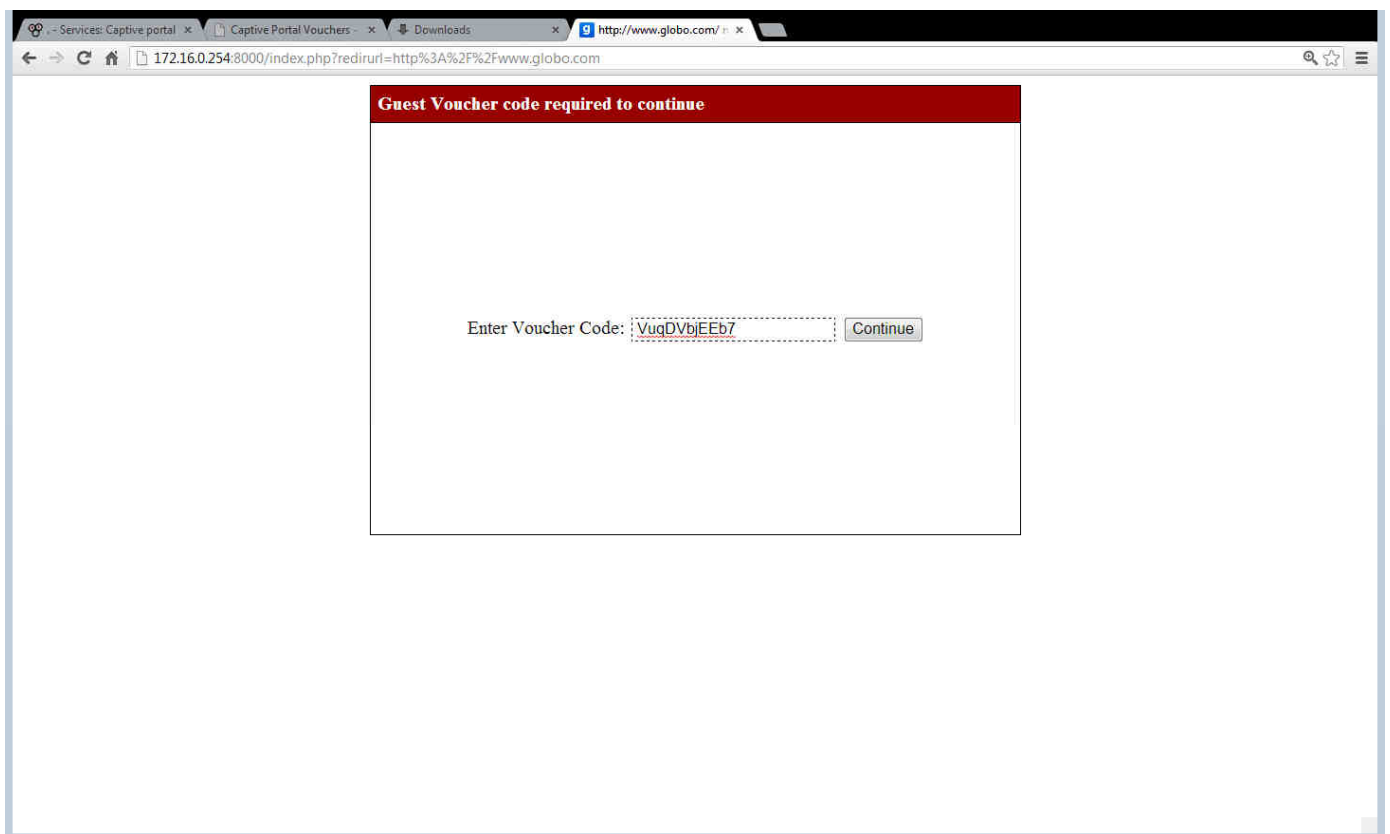 . - Services: Captive portal
Captive Portal Vouchers -
Downloads
g http://www.globo.com/
172.16.0.254:8000/index.php?redirurl=http%3A%2F%2Fwww.globo.com
Guest Voucher code required to continue
Enter Voucher Code: VuqDVbjEEb7 Continue